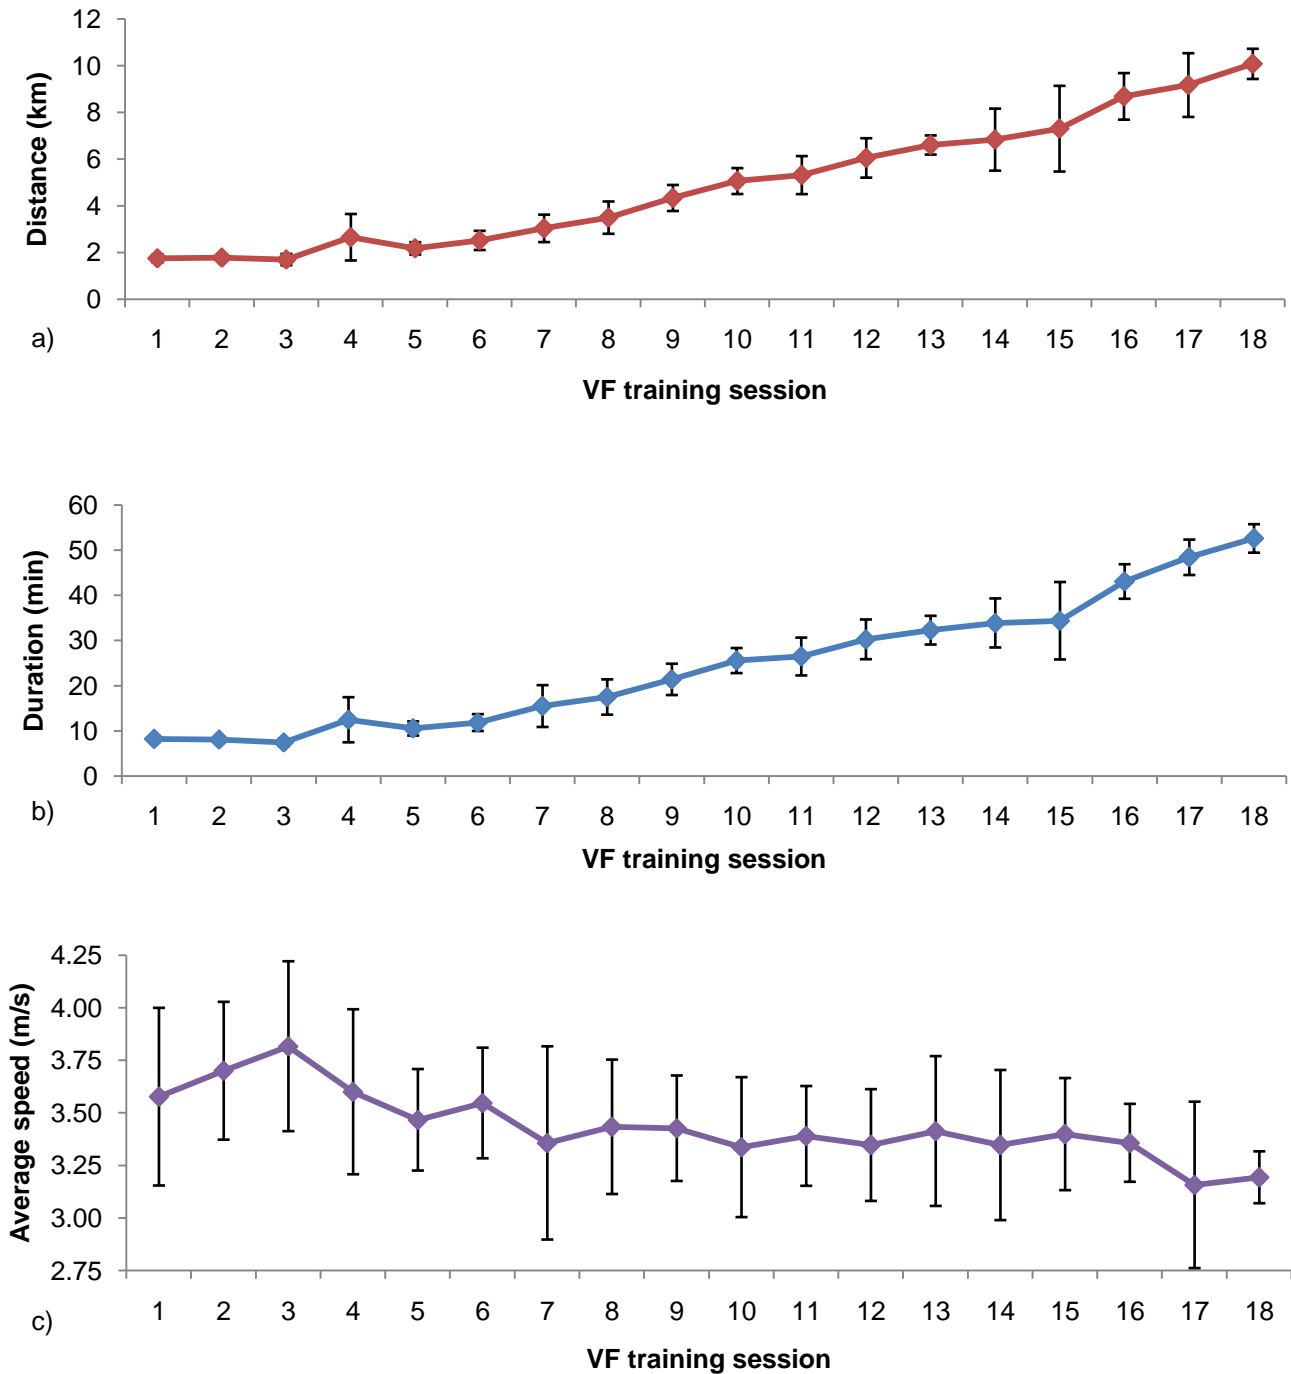 12
10
8
6
4
2
0
Distance (km)
a)
1 2 3 4 5 6 7 8 9 10 11 12 13 14 15 16 17 18
VF training session
60
50
40
30
20
10
0
Duration (min)
b)
1 2 3 4 5 6 7 8 9 10 11 12 13 14 15 16 17 18
VF training session
4.25
4.00
3.75
3.50
3.25
3.00
2.75
Average speed (m/s)
c)
1 2 3 4 5 6 7 8 9 10 11 12 13 14 15 16 17 18
VF training session